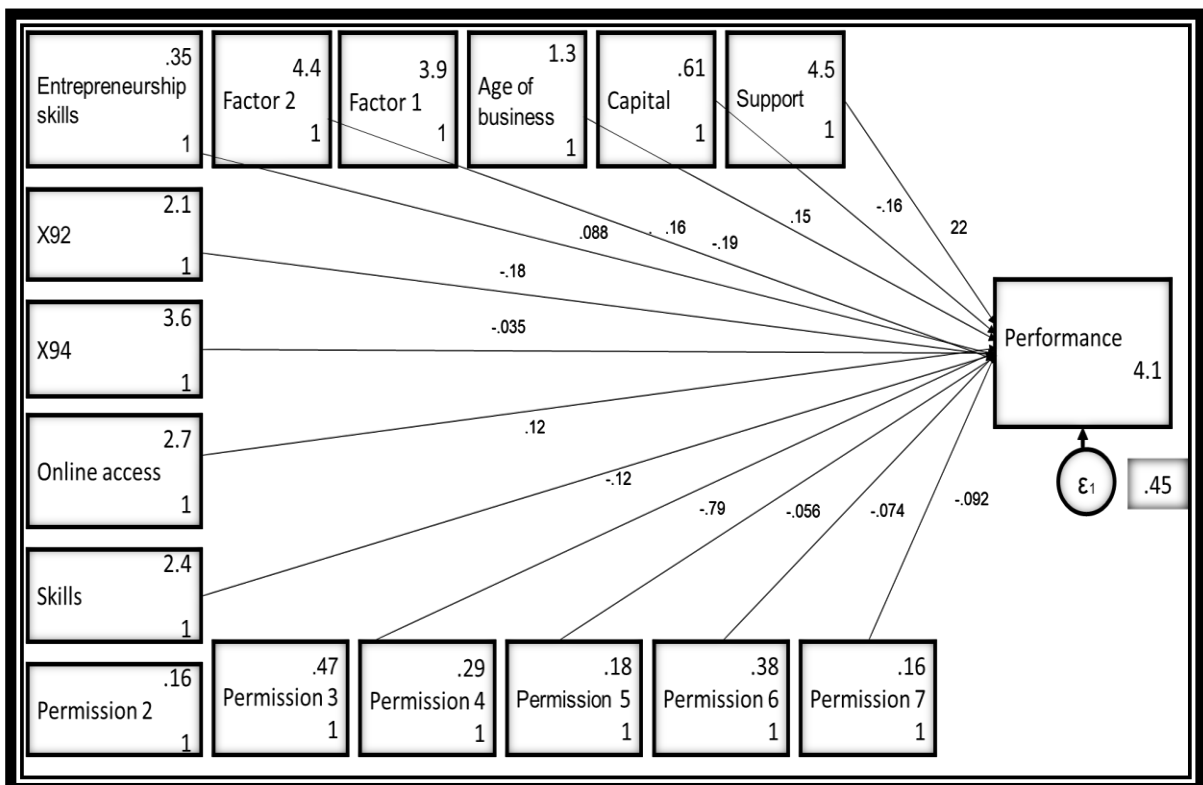 .35
Entrepreneurship
skills
1
4.4
Factor 2
1
3.9
Factor 1
1
1.3
Age of
business
1
.61
Capital
1
4.5
Support
1
2.1
X92
1
3.6
X94
1
2.7
Online access
1
2.4
Skills
1
.16
Permission 2
1
.47
Permission 3
1
.29
Permission 4
1
.18
Permission 5
1
.38
Permission 6
1
.16
Permission 7
1
.088
. .16
-.19
.15
-.16
22
-.18
-.035
.12
-.12
-.79
-.056
-.074
-.092
Performance
4.1
ε1
.45